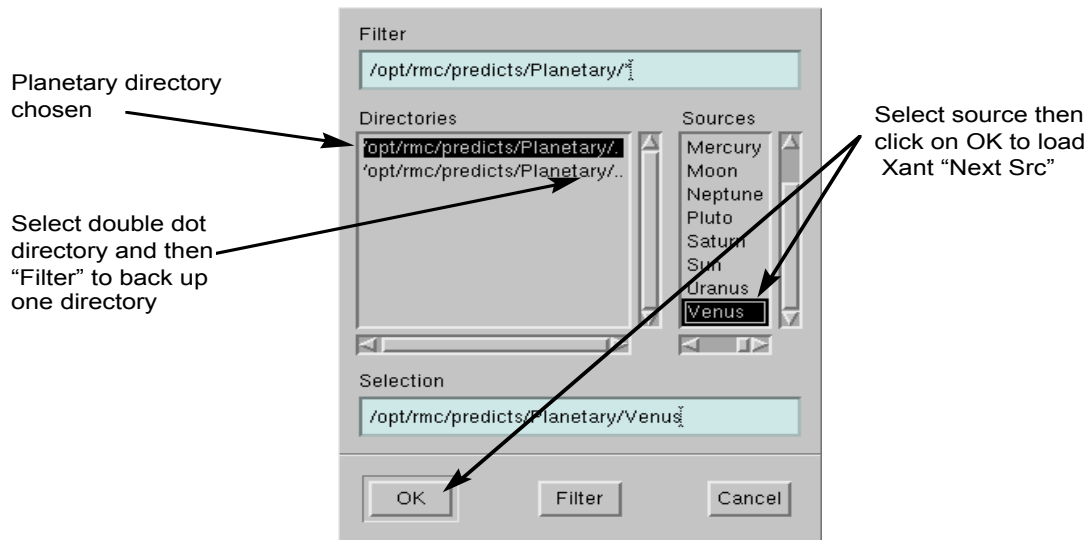 Filter
/opt/rmc/predicts/Planetary/*
Planetary directory
chosen
Directories
/opt/rmc/predicts/Planetary/.
/opt/rmc/predicts/Planetary/..
Select double dot
directory and then
“Filter” to back up
one directory
Sources
Mercury
Moon
Neptune
Pluto
Saturn
Sun
Uranus
Venus
Select source then
click on OK to load
Xant “Next Src”
Selection
/opt/rmc/predicts/Planetary/Venus
OK
Filter
Cancel